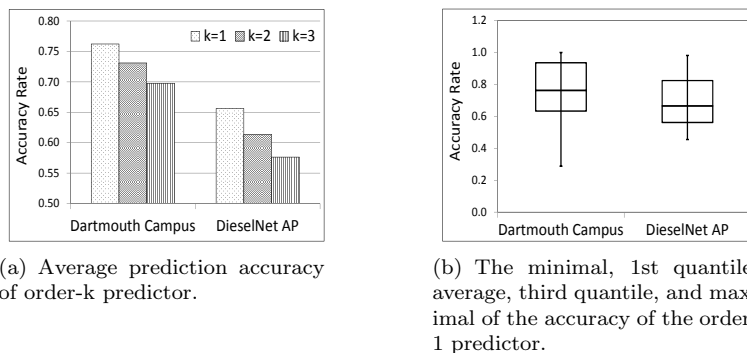 0.80
0.75
0.70
0.65
0.60
0.55
0.50
Accuracy Rate
k=1 k=2 k=3
Dartmouth Campus DieselNet AP
(a) Average prediction accuracy
of order-k predictor.
1.2
1.0
0.8
0.6
0.4
0.2
0.0
Accuracy Rate
Dartmouth Campus DieselNet AP
(b) The minimal, 1st quantile
average, third quantile, and max
imal of the accuracy of the order
1 predictor.